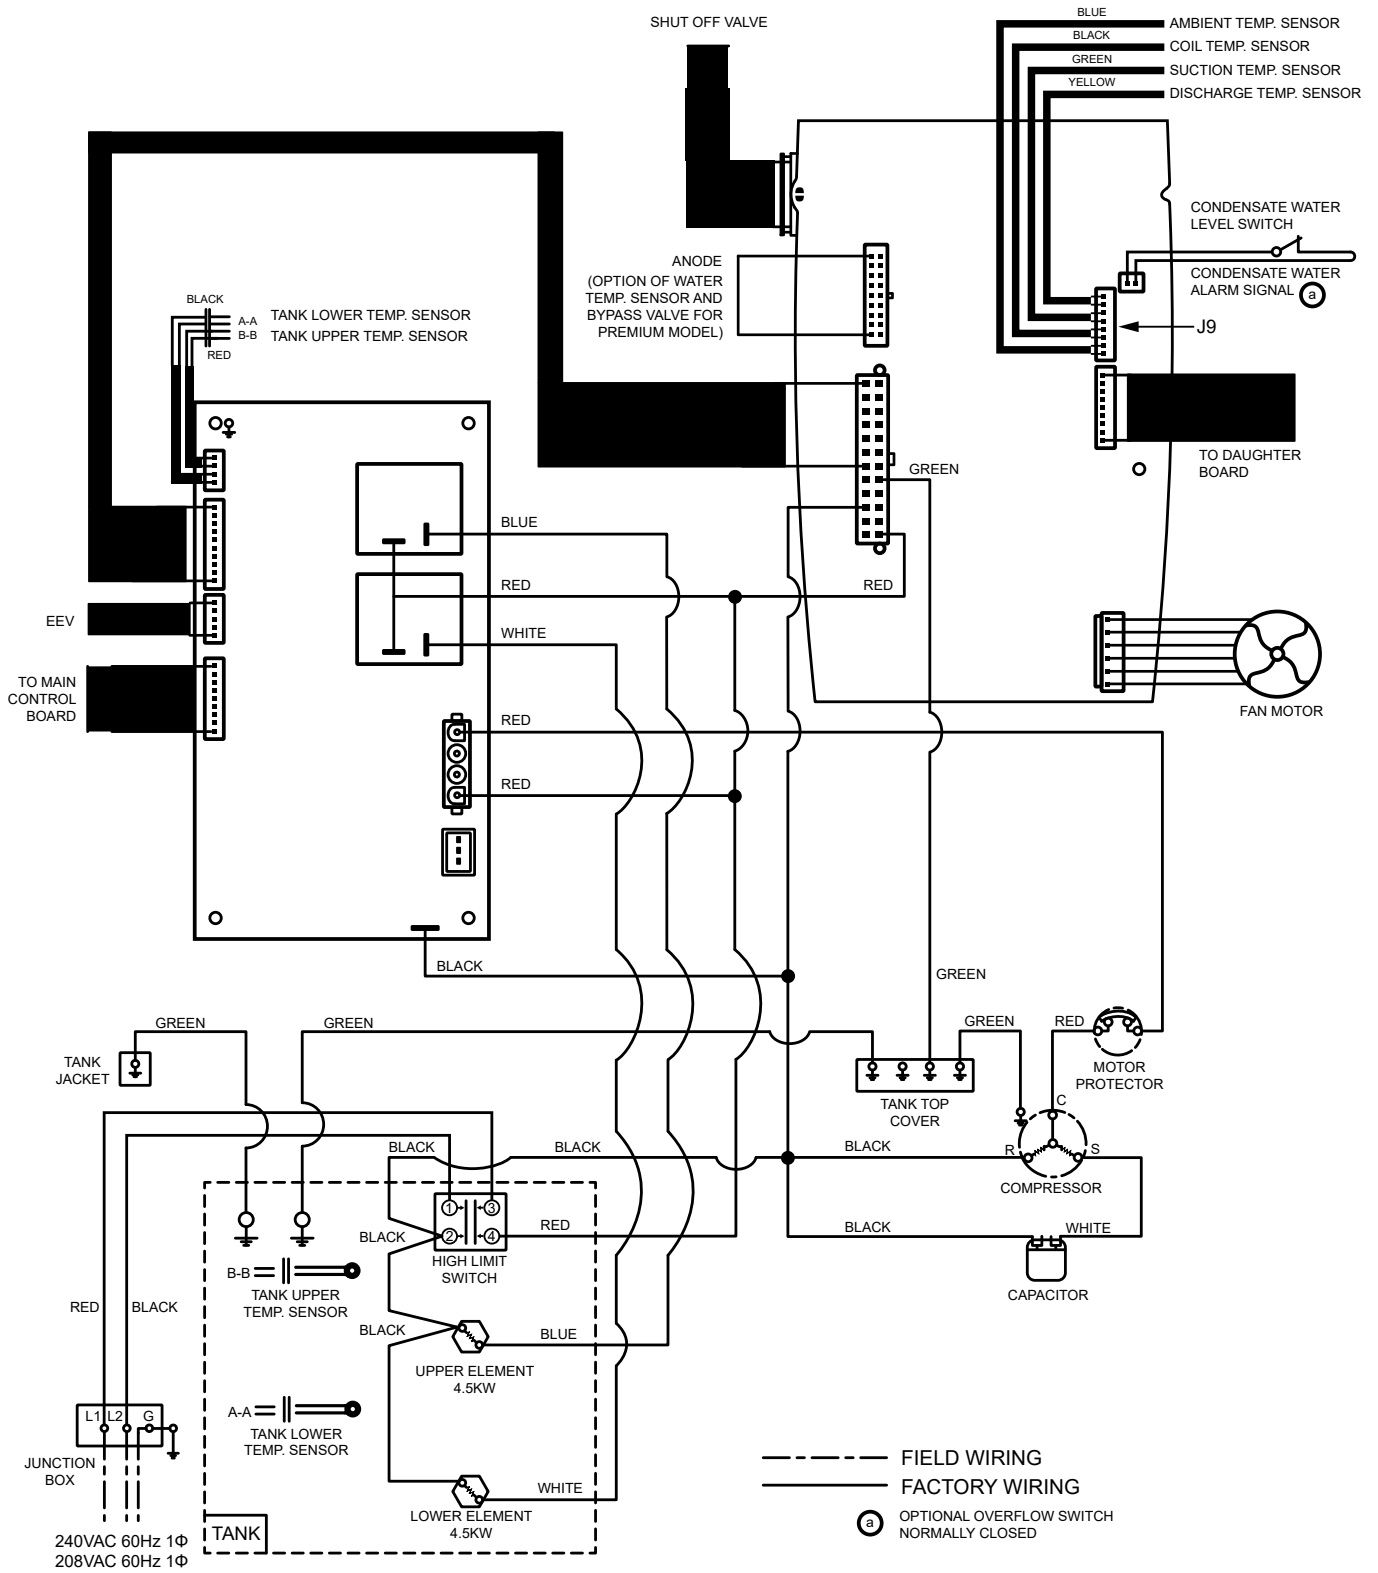 SHUT OFF VALVE
BLUE
AMBIENT TEMP. SENSOR
BLACK
COIL TEMP. SENSOR
GREEN
SUCTION TEMP. SENSOR
YELLOW
DISCHARGE TEMP. SENSOR
CONDENSATE WATER
LEVEL SWITCH
CONDENSATE WATER
ALARM SIGNAL
a
J9
ANODE
(OPTION OF WATER
TEMP. SENSOR AND
BYPASS VALVE FOR
PREMIUM MODEL)
BLACK
A-A
TANK LOWER TEMP. SENSOR
B-B
TANK UPPER TEMP. SENSOR
RED
GREEN
TO DAUGHTER
BOARD
BLUE
RED
RED
WHITE
EEV
TO MAIN
CONTROL
BOARD
FAN MOTOR
RED
RED
BLACK
GREEN
GREEN
GREEN
GREEN
RED
TANK
JACKET
MOTOR
PROTECTOR
TANK TOP
COVER
C
BLACK
BLACK
BLACK
R
S
COMPRESSOR
1
3
2
4
BLACK
RED
BLACK
WHITE
HIGH LIMIT
SWITCH
B-B
TANK UPPER
TEMP. SENSOR
CAPACITOR
RED
BLACK
BLACK
BLUE
UPPER ELEMENT
4.5KW
A-A
L1
L2
G
TANK LOWER
TEMP. SENSOR
JUNCTION
BOX
WHITE
LOWER ELEMENT
4.5KW
TANK
240VAC 60Hz 1Φ
208VAC 60Hz 1Φ
FIELD WIRING
FACTORY WIRING
a
OPTIONAL OVERFLOW SWITCH
NORMALLY CLOSED